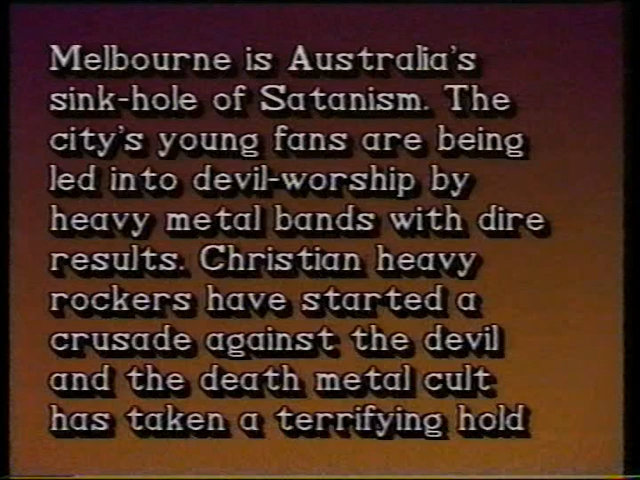 Melbourne is Australia's
sink-hole of Satanism. The
city's young fans are being
led into devil-worship by
heavy metal bands with dire
results. Christian heavy
rockers have started a
crusade against the devil
and the death metal cult
has taken a terrifying hold